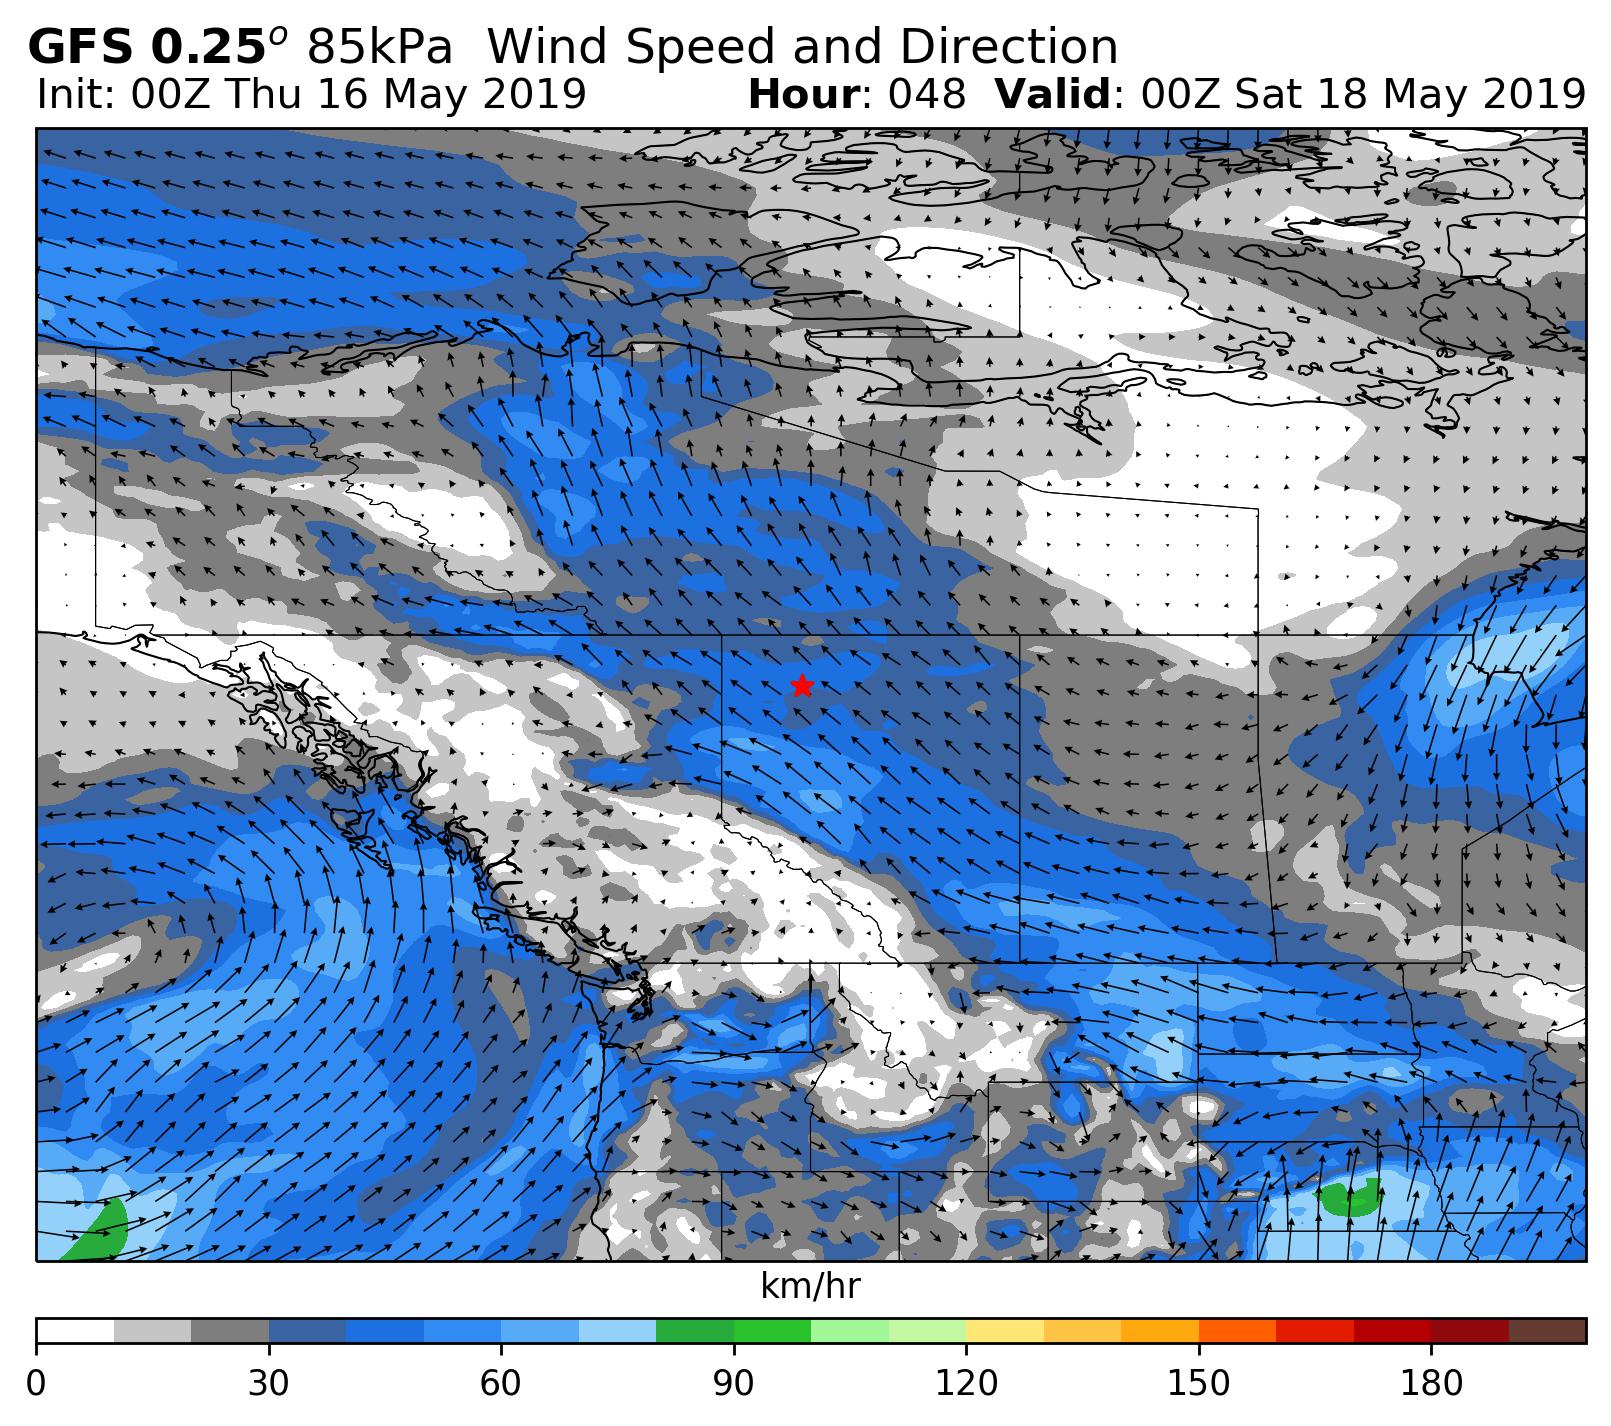 GFS 0.25° 85kPa Wind Speed and Direction
Init: 00Z Thu 16 May 2019 Hour: 048 Valid: 00Z Sat 18 May 2019
km/hr
0 30 60 90 120 150 180